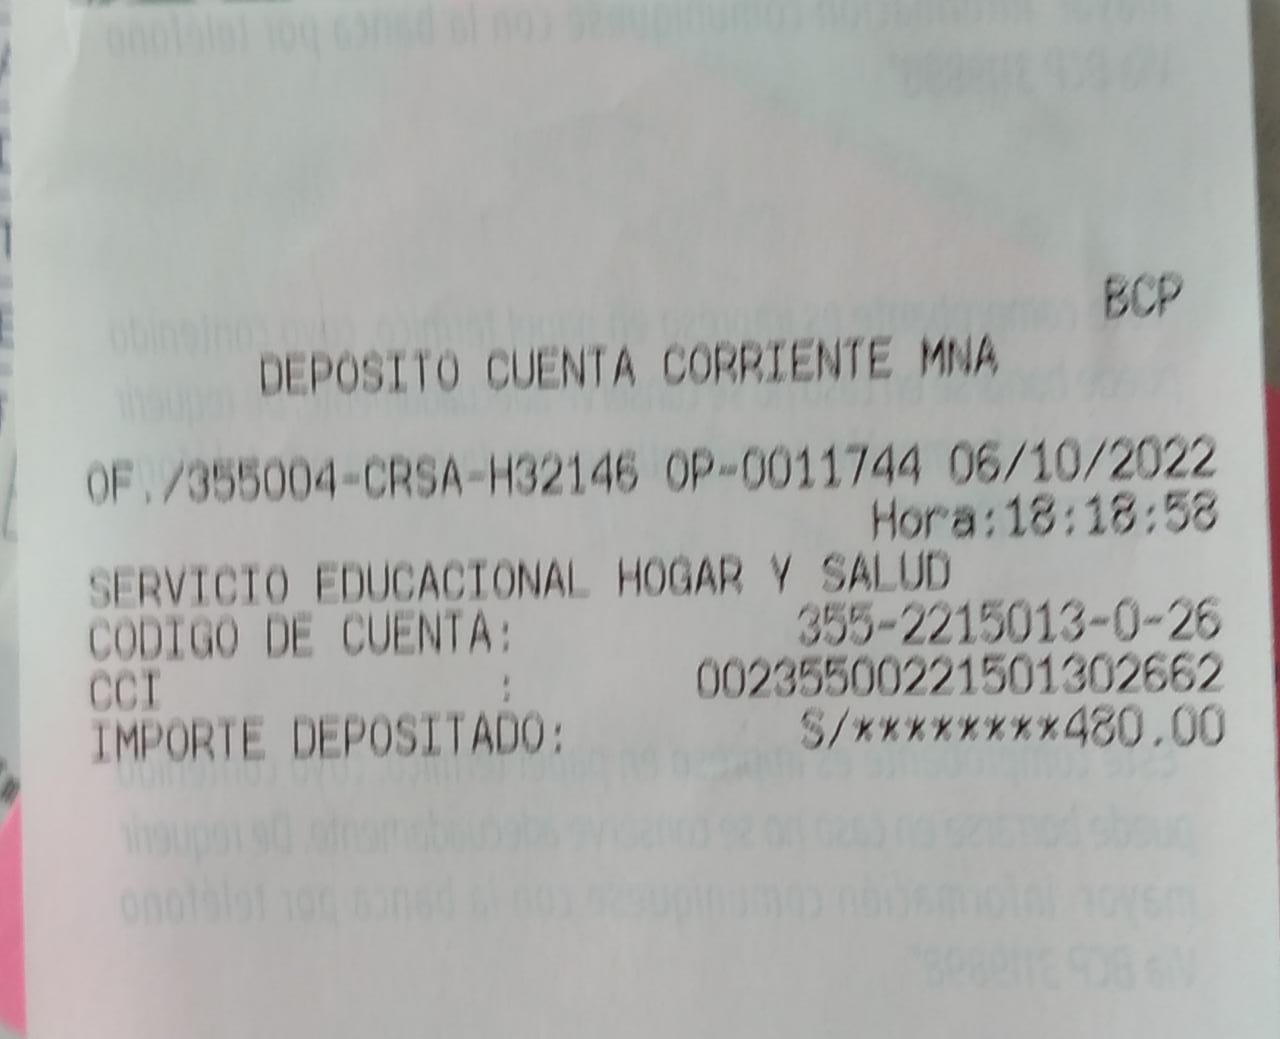 BCP
DEPOSITO CUENTA CORRIENTE MNA
OF./355004-CRSA-H32146 OP-0011744 06/10/2022
Hora:18:18:58
SERVICIO EDUCACIONAL HOGAR Y SALUD
CODIGO DE CUENTA: 355-2215013-0-26
CCI : 00235500221501302662
IMPORTE DEPOSITADO: S/********480.00